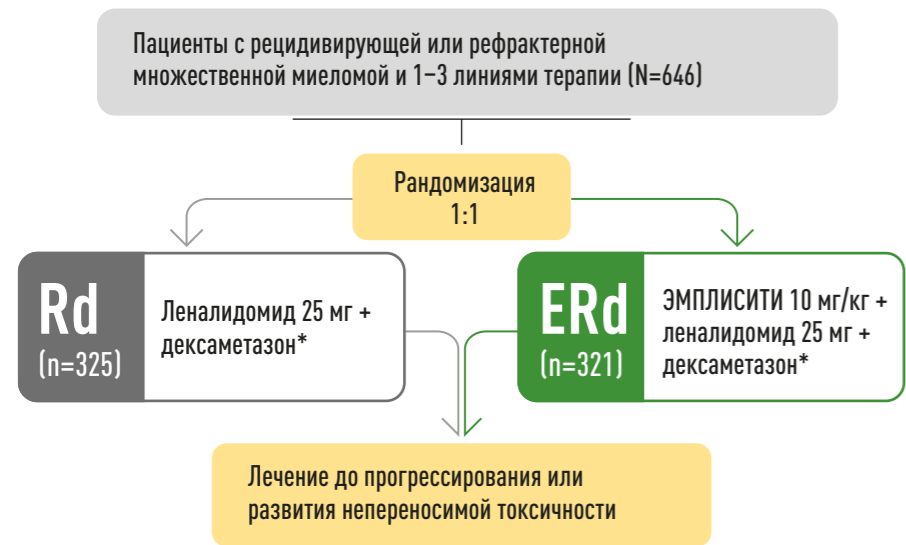 Пациенты с рецидивирующей или рефрактерной
множественной миеломой и 1–3 линиями терапии (N=646)
Рандомизация
1:1
Rd
(n=325)
Леналидомид 25 мг +
дексаметазон*
ERd
(n=321)
ЭМПЛИСИТИ 10 мг/кг +
леналидомид 25 мг +
дексаметазон*
Лечение до прогрессирования или
развития непереносимой токсичности